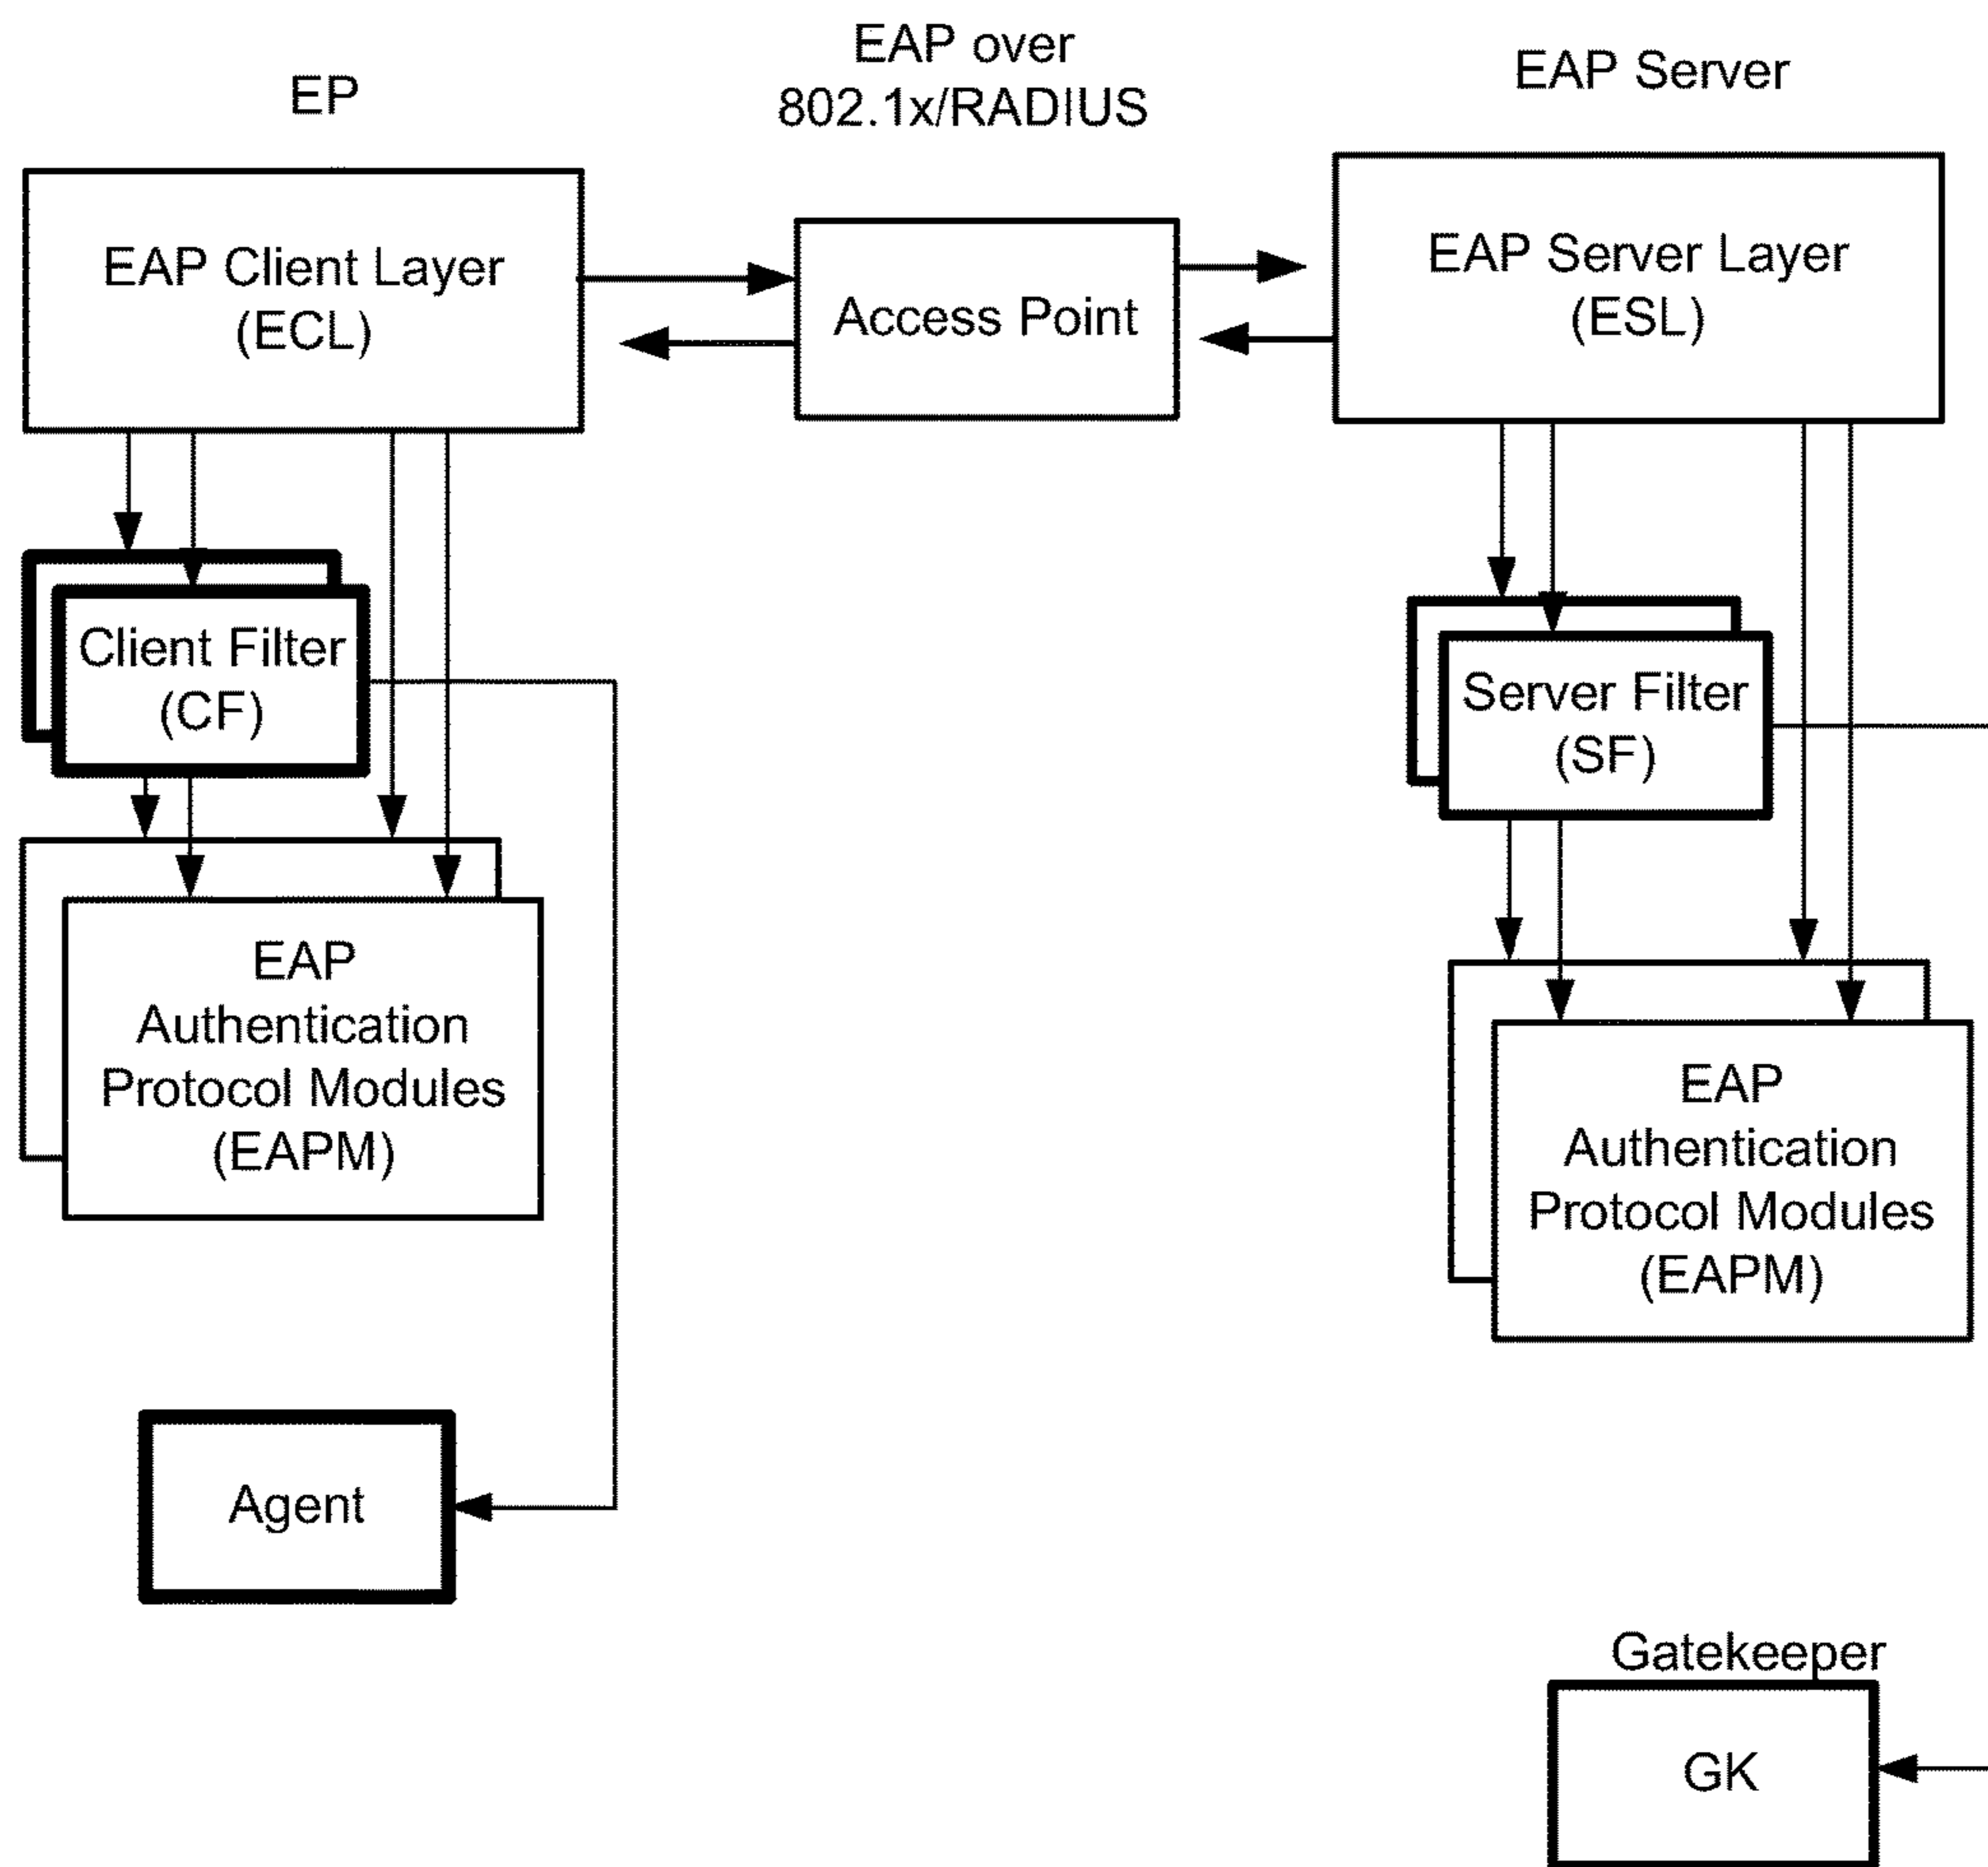 EP
EAP over
802.1x/RADIUS
EAP Server
EAP Client Layer
(ECL)
Access Point
EAP Server Layer
(ESL)
Client Filter
(CF)
Server Filter
(SF)
EAP
Authentication
Protocol Modules
(EAPM)
EAP
Authentication
Protocol Modules
(EAPM)
Agent
Gatekeeper
GK